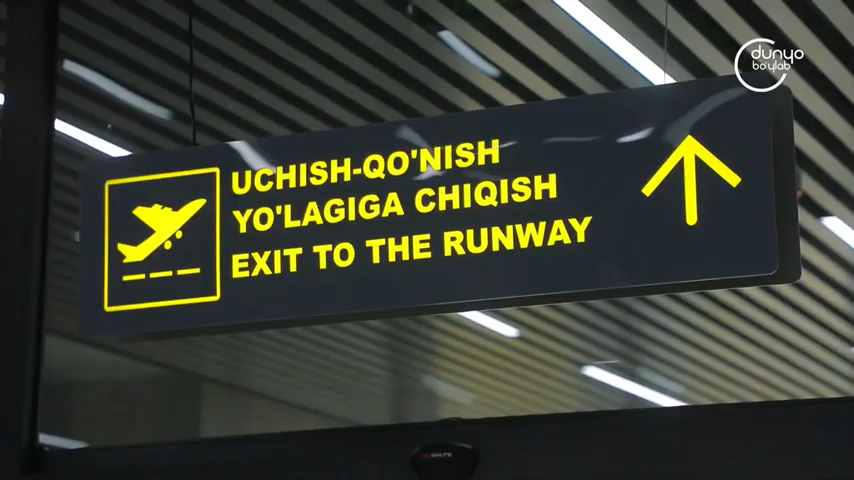 dunyo
bo'ylab
UCHISH-QO'NISH
YO'LAGIGA CHIQISH
EXIT TO THE RUNWAY